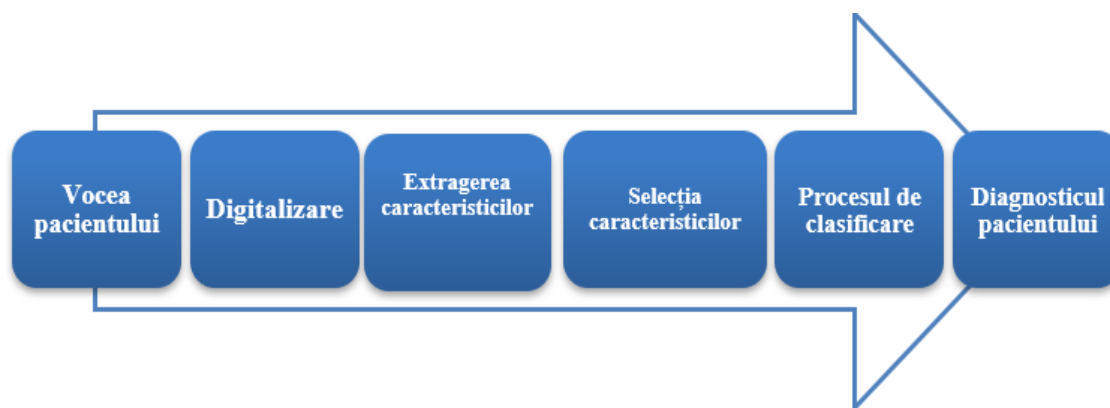 Vocea
pacientului
Digitalizare
Extragerea
caracteristicilor
Selecția
caracteristicilor
Procesul de
clasificare
Diagnosticul
pacientului